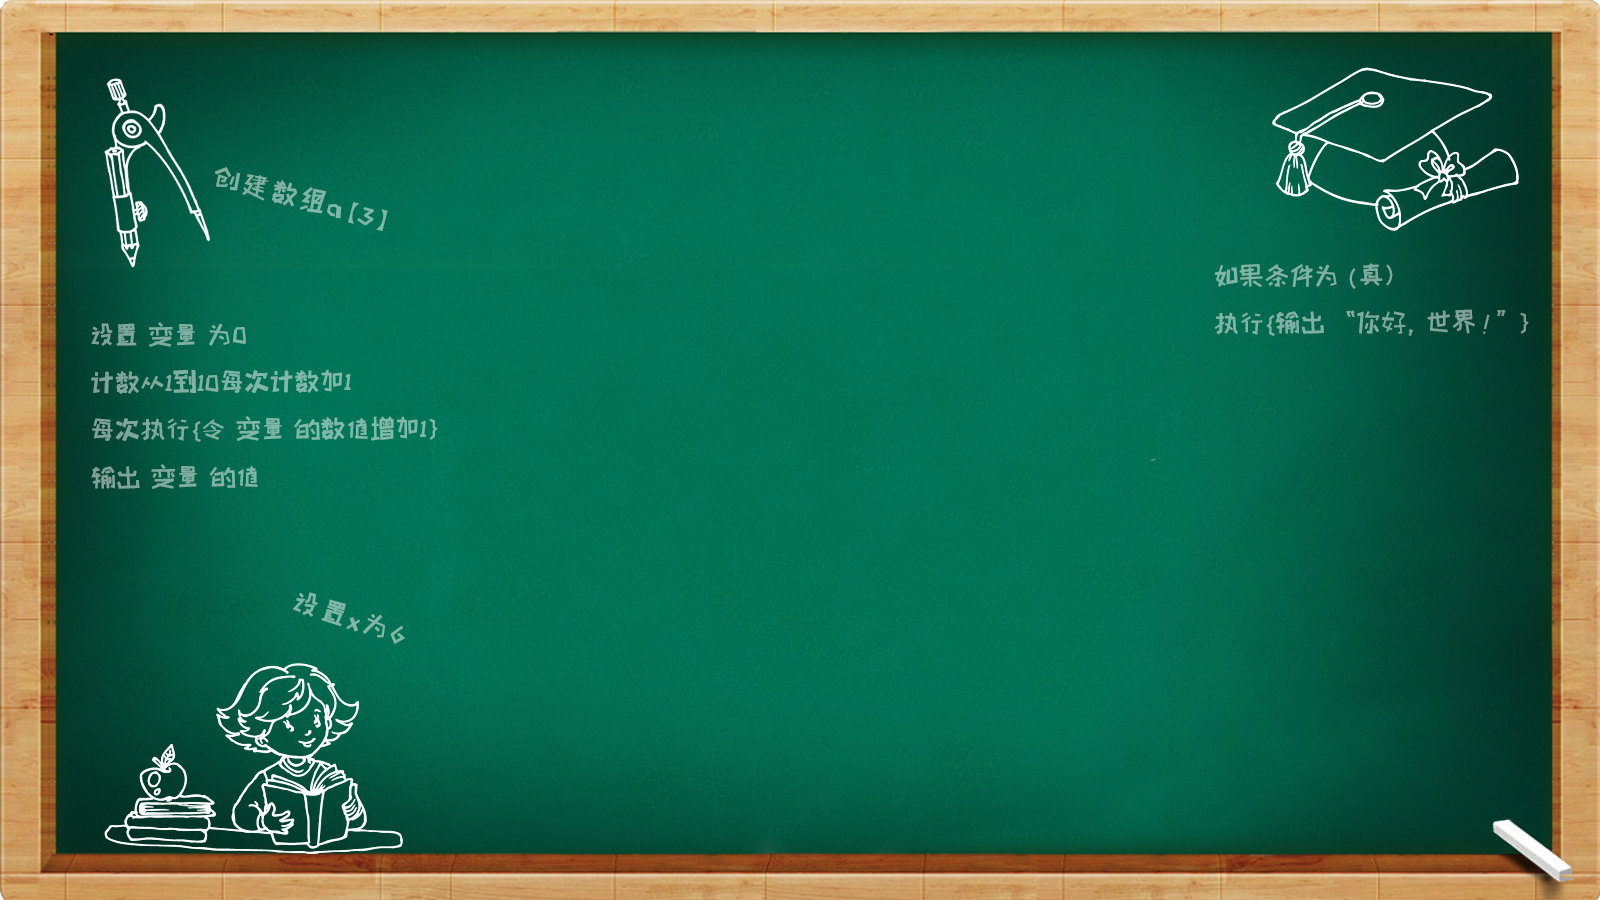 创建数组a【3】
如果条件为（真）
执行{输出 “你好，世界！”}
设置 变量 为0
计数从1到10每次计数加1
每次执行{令 变量 的数值增加1}
输出 变量 的值
设置x为6